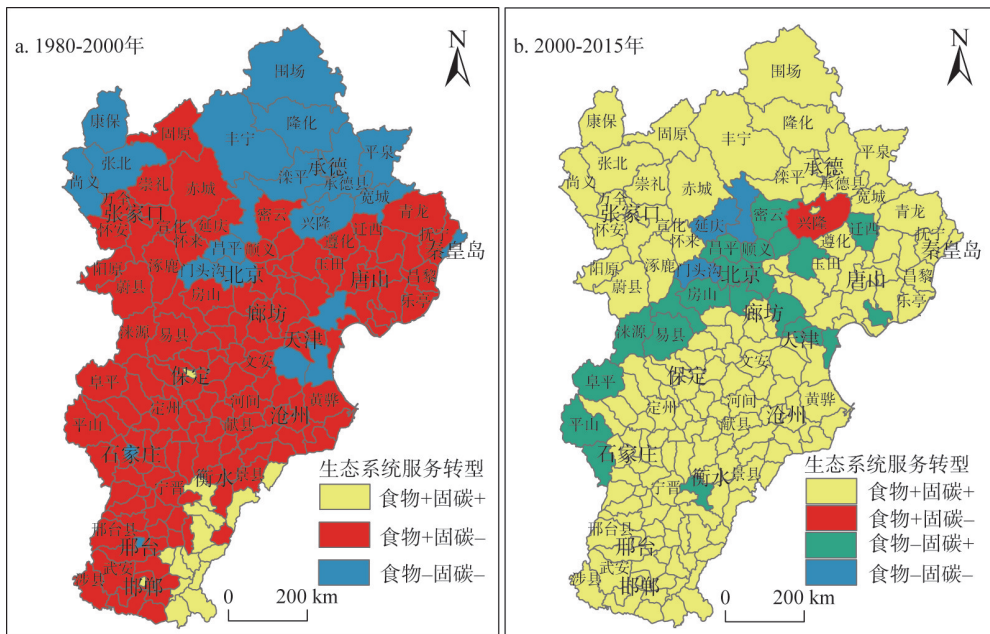 a. 1980-2000年
N
围场
康保
固原
丰宁
隆化
平泉
张北
滦平
承德
尚义
崇礼
赤城
承德县
宽城
万全
张家口
密云
兴隆
青龙
怀安
宣化
延庆
怀来
遵化
迁西
抚宁
昌平
顺义
秦皇岛
阳原
涿鹿
门头沟
北京
玉田
唐山
昌黎
蔚县
房山
廊坊
乐亭
涞源
易县
天津
文安
阜平
保定
定州
河间
黄骅
平山
献县
沧州
石家庄
衡水
景县
宁晋
邢台县
邢台
武安
涉县
邯郸
生态系统服务转型
食物+固碳+
食物+固碳–
食物–固碳–
0 200 km
b. 2000-2015年
N
围场
康保
固原
丰宁
隆化
平泉
张北
滦平
承德
尚义
崇礼
赤城
承德县
宽城
万全
张家口
密云
兴隆
青龙
怀安
宣化
延庆
怀来
遵化
迁西
抚宁
昌平
顺义
秦皇岛
阳原
涿鹿
门头沟
北京
玉田
唐山
昌黎
蔚县
房山
廊坊
乐亭
涞源
易县
天津
文安
阜平
保定
定州
河间
黄骅
平山
献县
沧州
石家庄
衡水
景县
宁晋
邢台县
邢台
武安
涉县
邯郸
生态系统服务转型
食物+固碳+
食物+固碳–
食物–固碳+
食物–固碳–
0 200 km